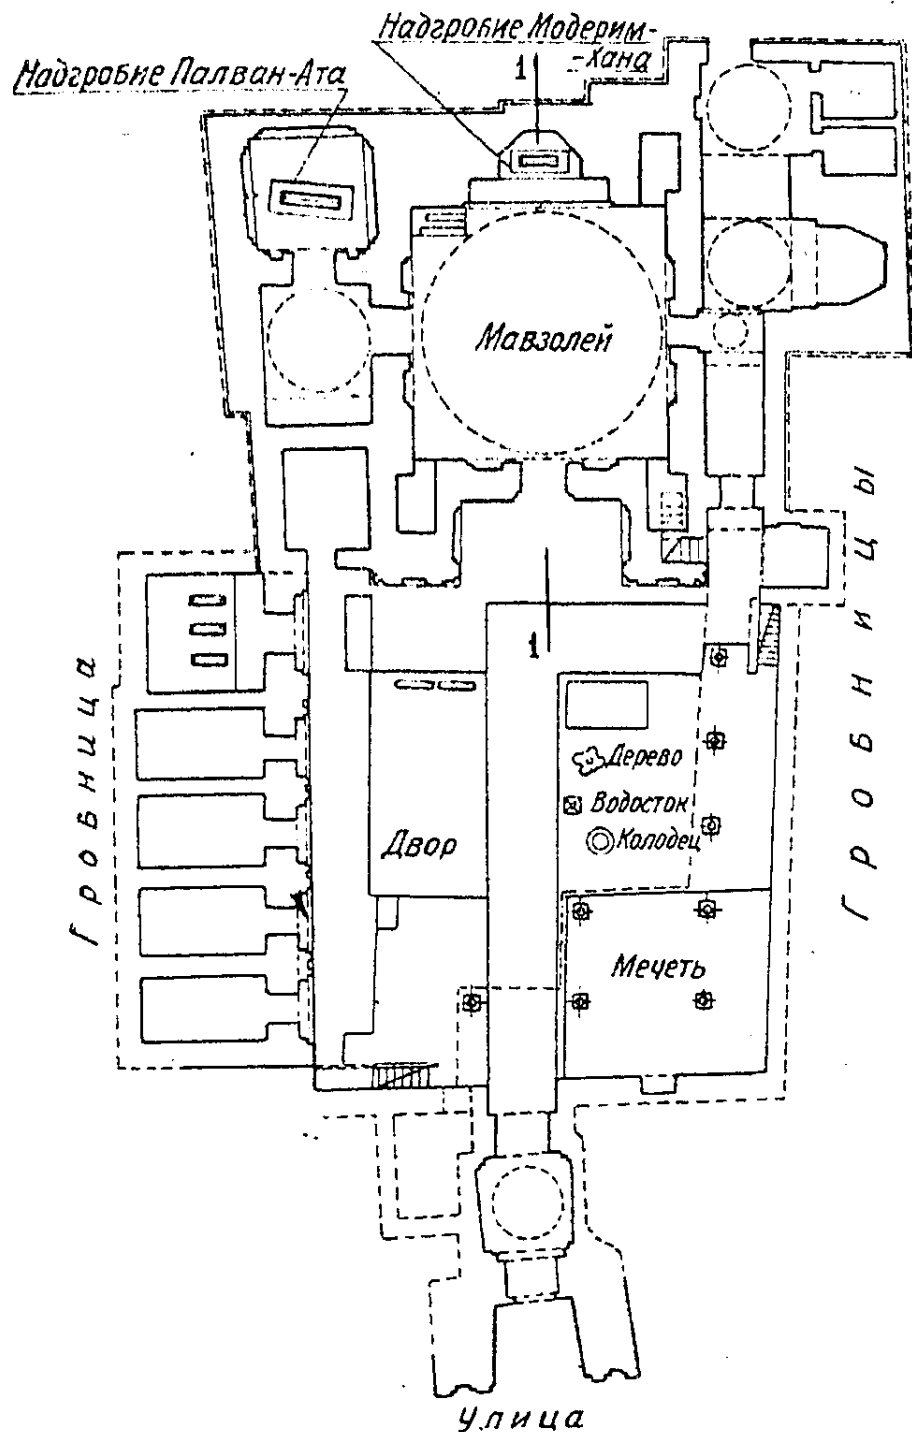 Надгробие Модерим-
-Хана
Надгробие Палван-Ата
1
Мавзолей
1
Гробница
Гробницы
Дерево
Водосток
Колодец
Двор
Мечеть
Улица